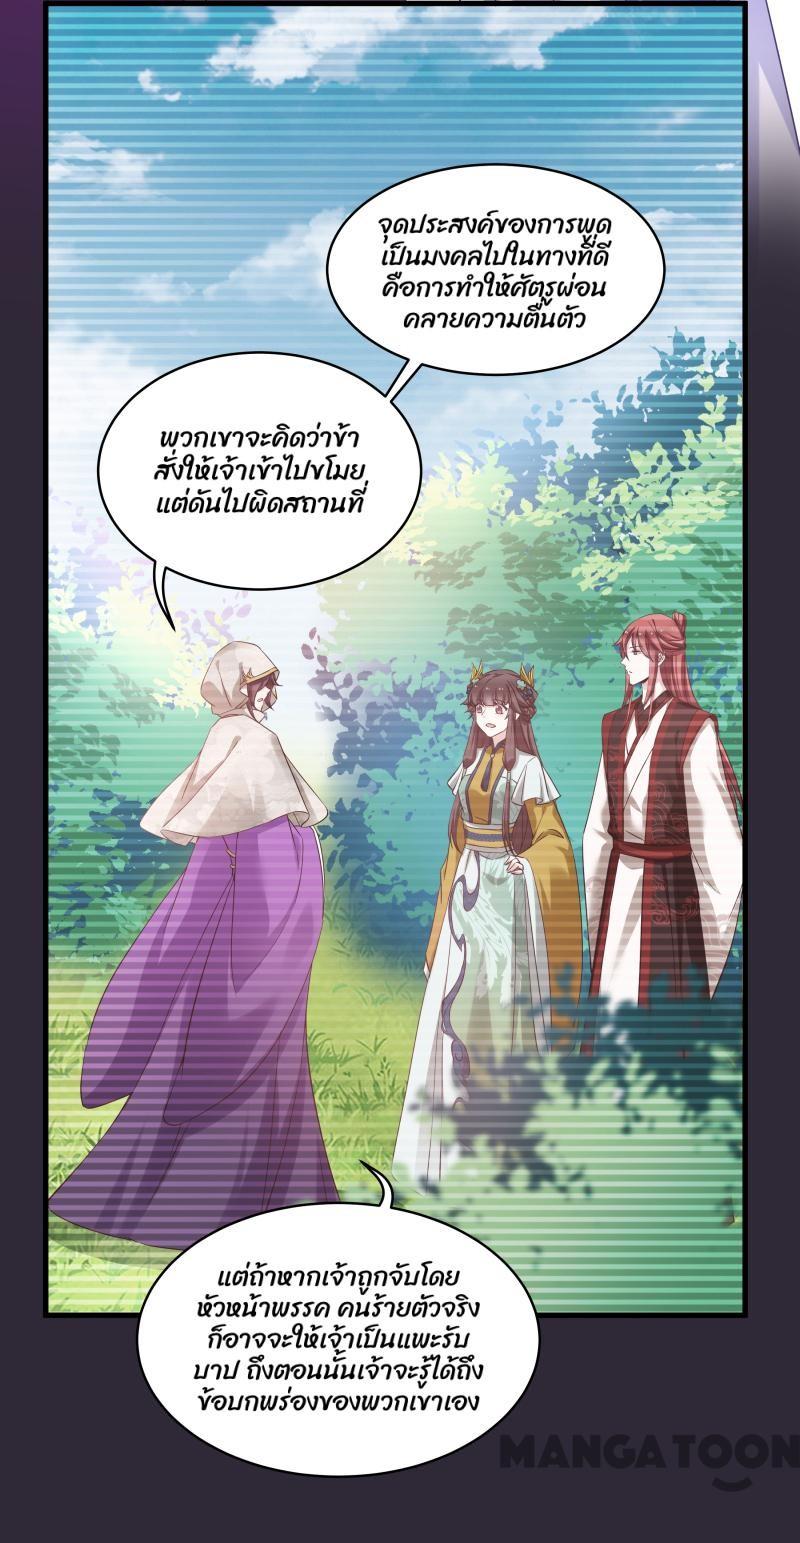 จุดประสงค์ของการพูด
เป็นมงคลไปในทางที่ดี
คือการทำให้ศัตรูผ่อน
คลายความตื่นตัว
พวกเขาจะคิดว่าข้า
สั่งให้เจ้าเข้าไปขโมย
แต่ดันไปผิดสถานที่
แต่ถ้าหากเจ้าถูกจับโดย
หัวหน้าพรรค คนร้ายตัวจริง
ก็อาจจะให้เจ้าเป็นแพะรับ
บาป ถึงตอนนั้นเจ้าจะรู้ได้ถึง
ข้อบกพร่องของพวกเขาเอง
MANGATOON